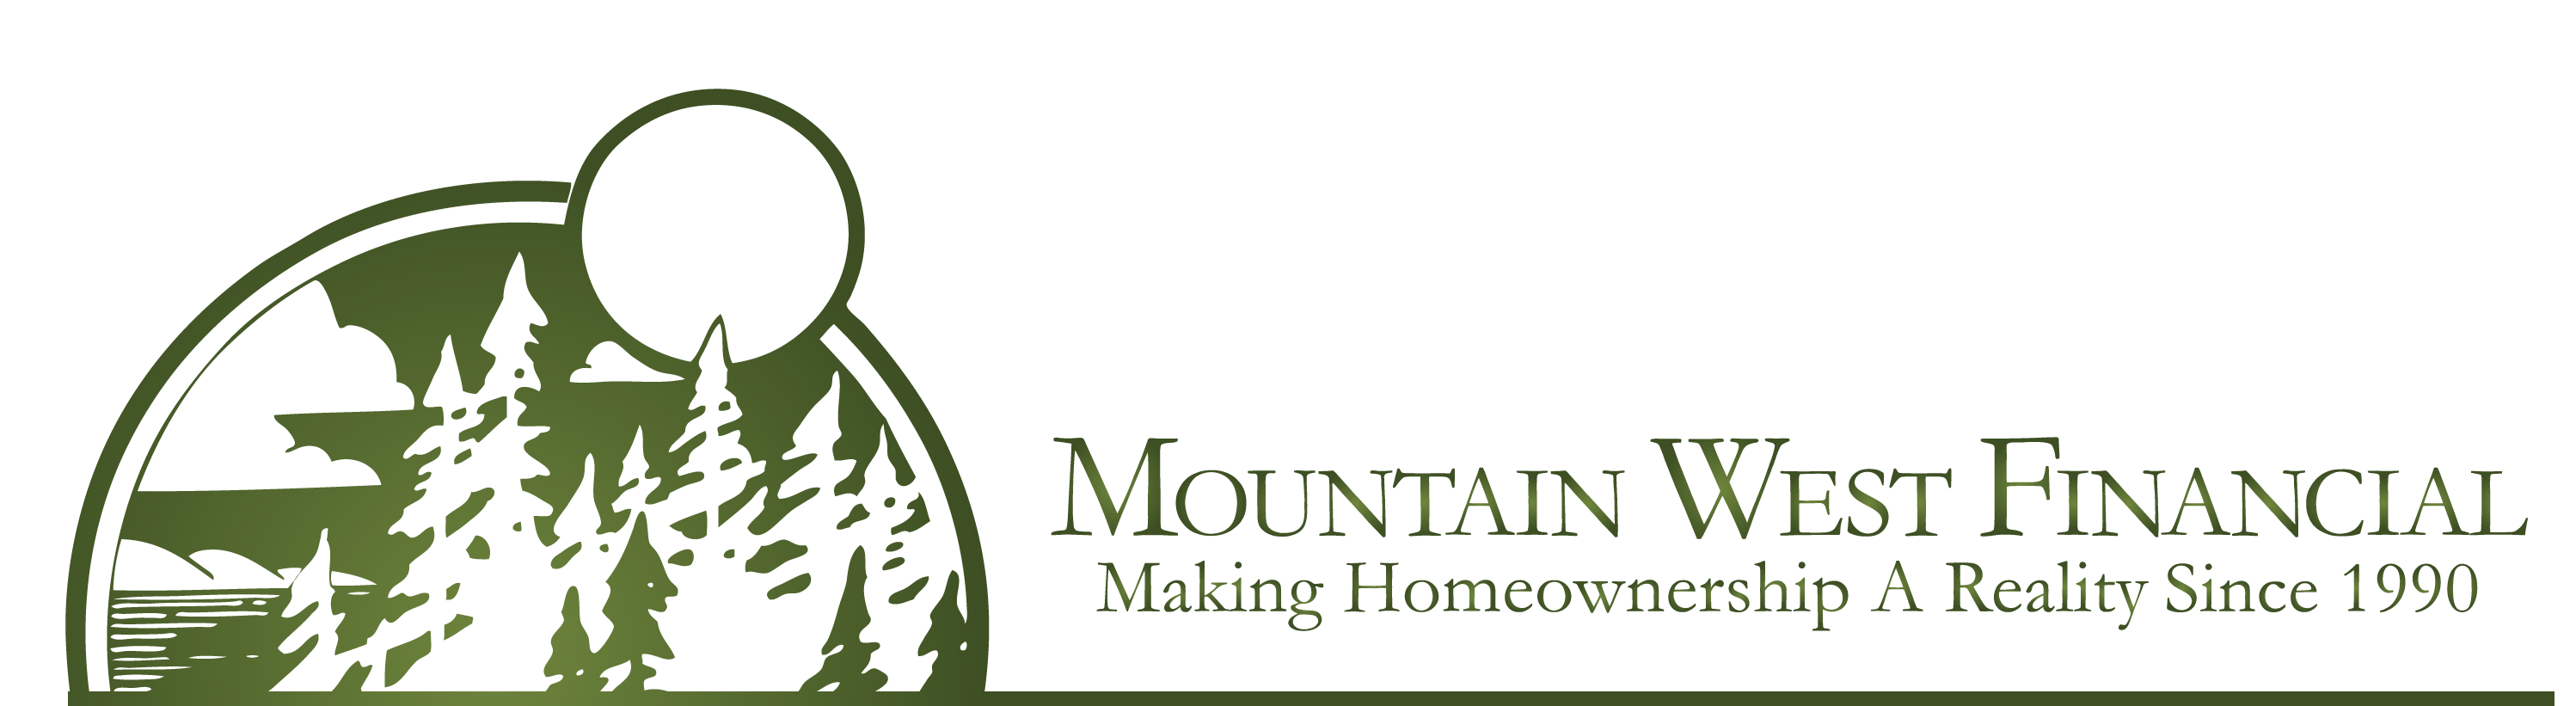 MOUNTAIN WEST FINANCIAL
Making Homeownership A Reality Since 1990